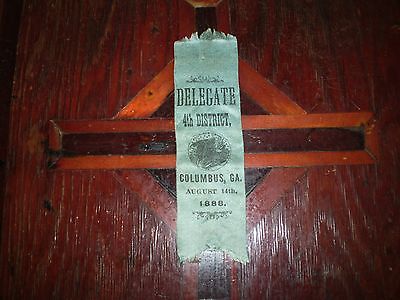 DELEGATE
4th DISTRICT,
COLUMBUS, GA.
AUGUST 14th,
1888.